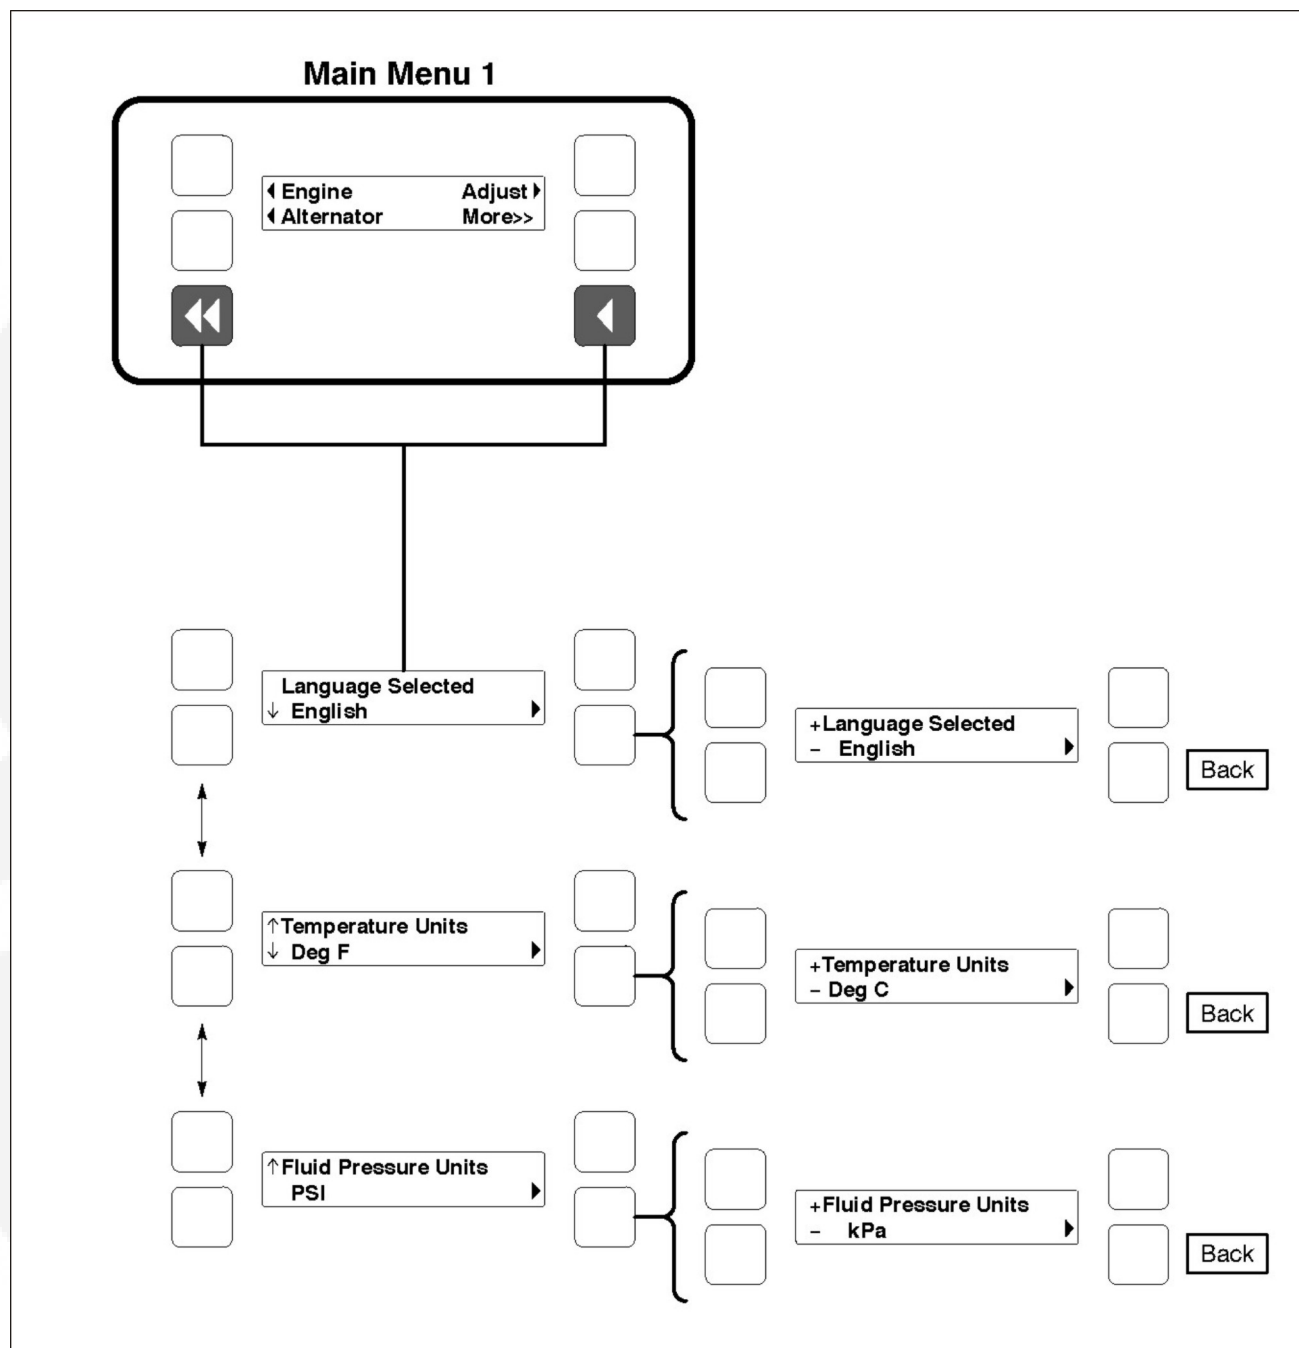 Main Menu 1
◀ Engine Adjust ▶
◀ Alternator More>>
Language Selected
↓ English ▶
+Language Selected
– English ▶
Back
↑Temperature Units
↓ Deg F ▶
+Temperature Units
– Deg C ▶
Back
↑Fluid Pressure Units
PSI ▶
+Fluid Pressure Units
– kPa ▶
Back